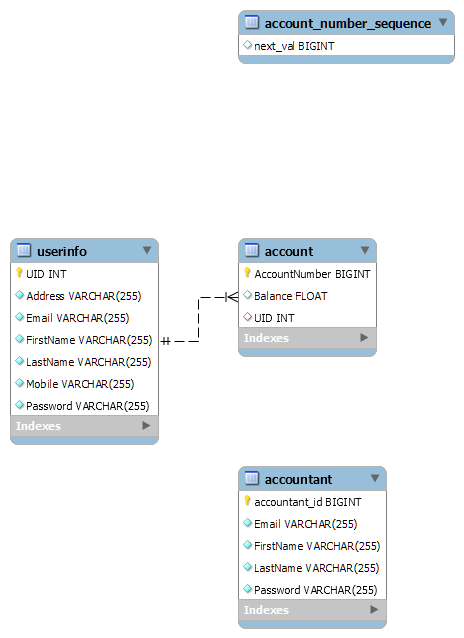 account_number_sequence
next_val BIGINT
userinfo
UID INT
Address VARCHAR(255)
Email VARCHAR(255)
FirstName VARCHAR(255)
LastName VARCHAR(255)
Mobile VARCHAR(255)
Password VARCHAR(255)
Indexes
account
AccountNumber BIGINT
Balance FLOAT
UID INT
Indexes
accountant
accountant_id BIGINT
Email VARCHAR(255)
FirstName VARCHAR(255)
LastName VARCHAR(255)
Password VARCHAR(255)
Indexes